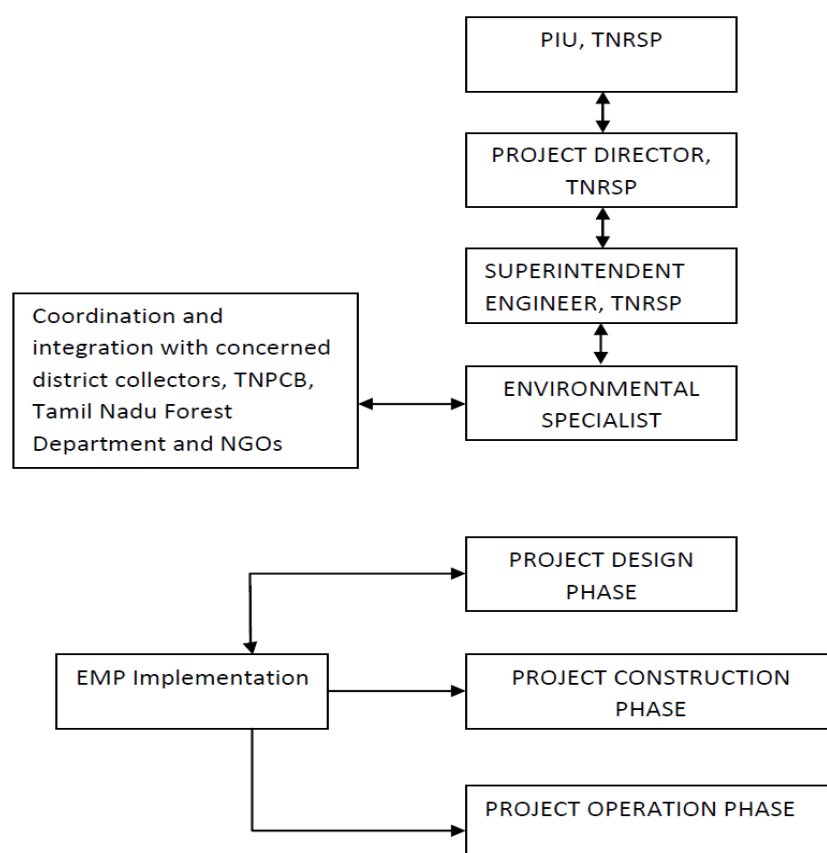 PIU, TNRSP
PROJECT DIRECTOR,
TNRSP
SUPERINTENDENT
ENGINEER, TNRSP
Coordination and
integration with concerned
district collectors, TNPCB,
Tamil Nadu Forest
Department and NGOs
ENVIRONMENTAL
SPECIALIST
PROJECT DESIGN
PHASE
EMP Implementation
PROJECT CONSTRUCTION
PHASE
PROJECT OPERATION PHASE